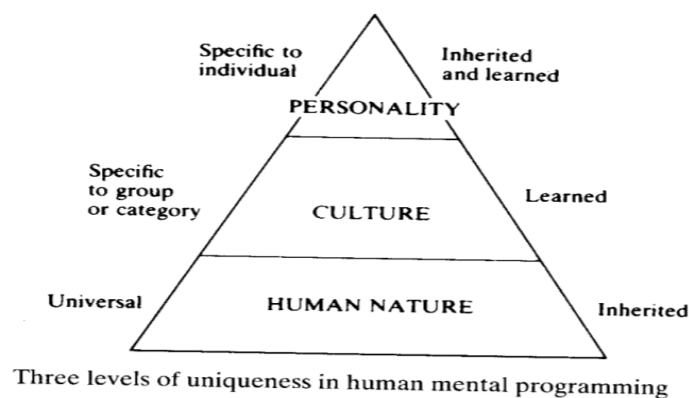 Specific to
individual
Inherited
and learned
PERSONALITY
Specific
to group
or category
CULTURE
Learned
Universal
HUMAN NATURE
Inherited
Three levels of uniqueness in human mental programming